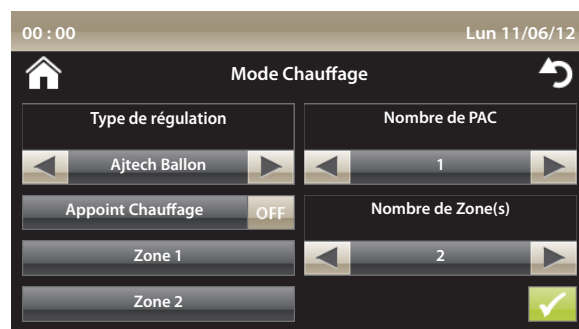 00 : 00
Lun 11/06/12
Mode Chauffage
Type de régulation
Nombre de PAC
Ajtech Ballon
1
Appoint Chauffage
OFF
Nombre de Zone(s)
Zone 1
2
Zone 2